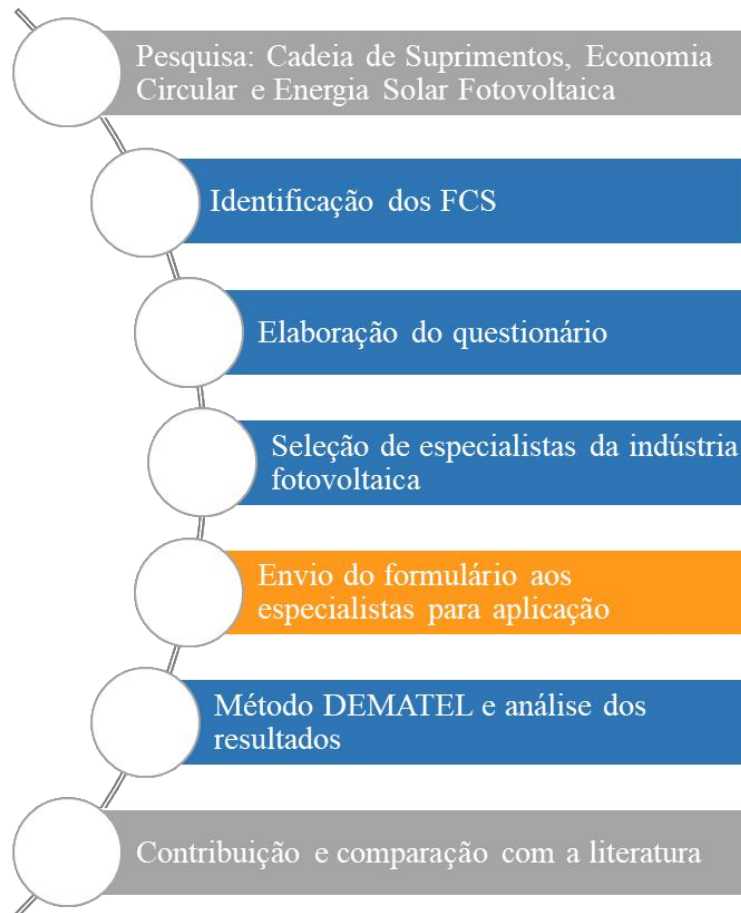 Pesquisa: Cadeia de Suprimentos, Economia
Circular e Energia Solar Fotovoltaica
Identificação dos FCS
Elaboração do questionário
Seleção de especialistas da indústria
fotovoltaica
Envio do formulário aos
especialistas para aplicação
Método DEMATEL e análise dos
resultados
Contribuição e comparação com a literatura